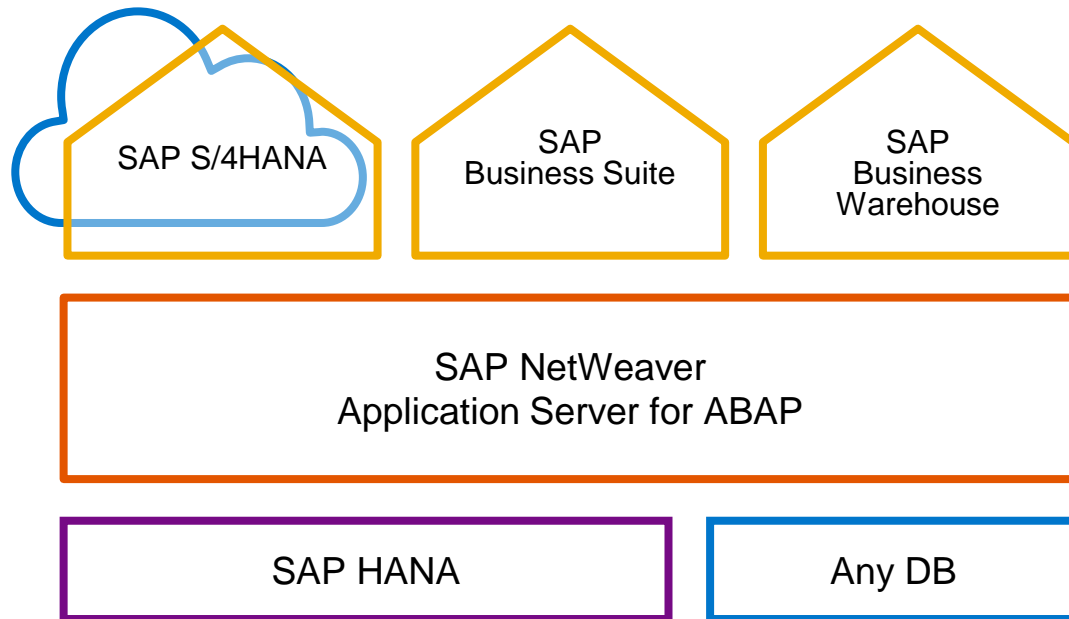 SAP S/4HANA
SAP
Business Suite
SAP
Business
Warehouse
SAP NetWeaver
Application Server for ABAP
SAP HANA
Any DB